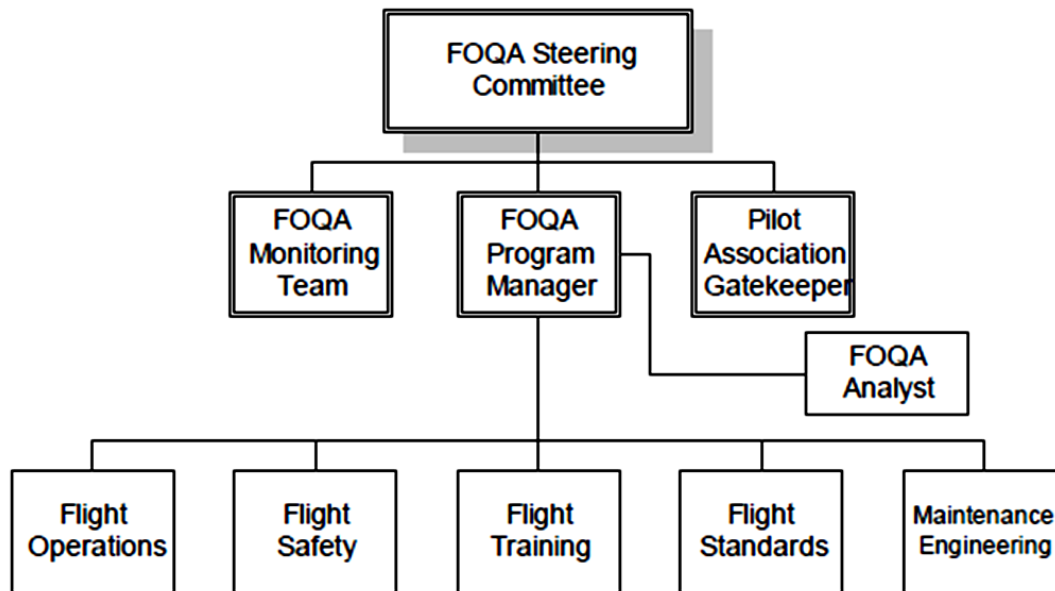 FOQA Steering
Committee
FOQA
Monitoring
Team
FOQA
Program
Manager
Pilot
Association
Gatekeeper
FOQA
Analyst
Flight
Operations
Flight
Safety
Flight
Training
Flight
Standards
Maintenance
Engineering